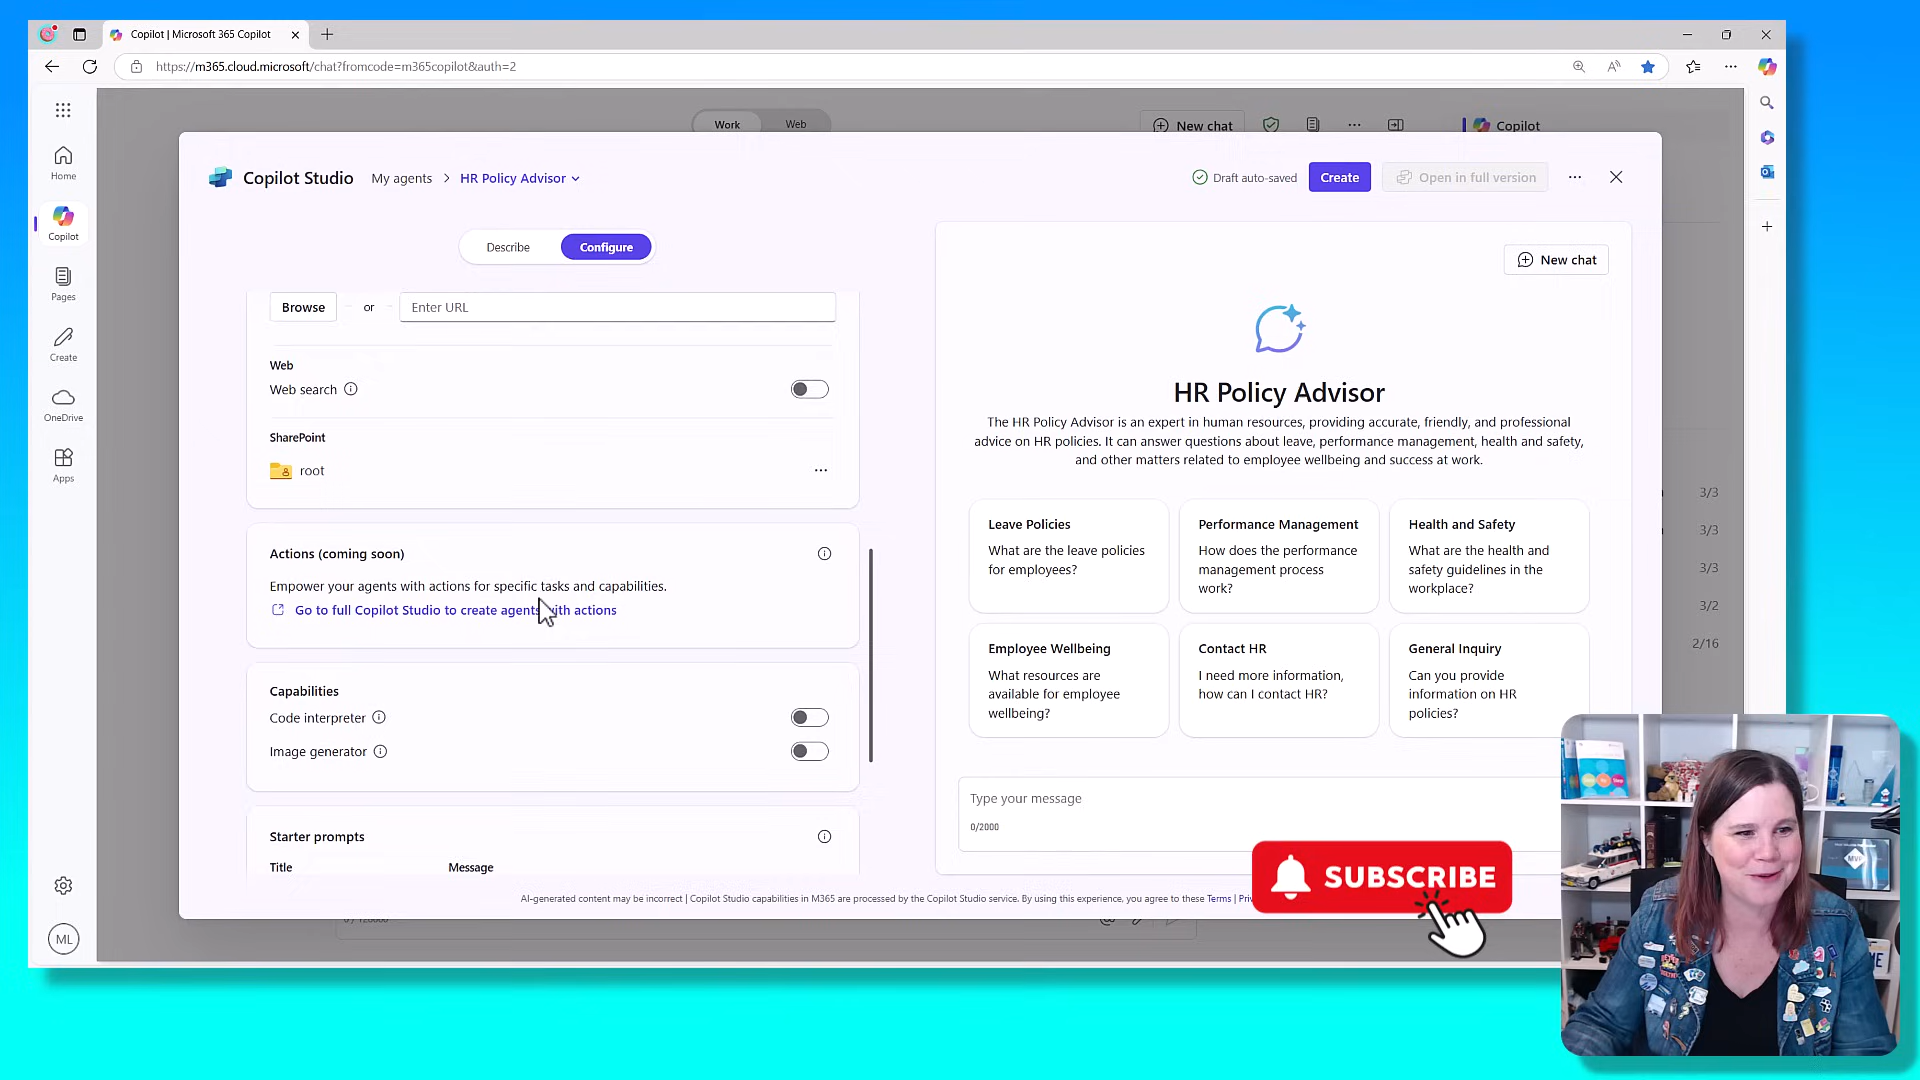 Copilot | Microsoft 365 Copilot
https://m365.cloud.microsoft/chat?fromcode=m365copilot&auth=2
Work
Web
New chat
Copilot
Home
Copilot
Pages
Create
OneDrive
Apps
ML
Copilot Studio
My agents
HR Policy Advisor
Draft auto-saved
Create
Open in full version
Describe
Configure
Browse
or
Enter URL
Web
Web search
SharePoint
root
Actions (coming soon)
Empower your agents with actions for specific tasks and capabilities.
Go to full Copilot Studio to create agents with actions
Capabilities
Code interpreter
Image generator
Starter prompts
Title
Message
New chat
HR Policy Advisor
The HR Policy Advisor is an expert in human resources, providing accurate, friendly, and professional
advice on HR policies. It can answer questions about leave, performance management, health and safety,
and other matters related to employee wellbeing and success at work.
Leave Policies
What are the leave policies
for employees?
Performance Management
How does the performance
management process
work?
Health and Safety
What are the health and
safety guidelines in the
workplace?
Employee Wellbeing
What resources are
available for employee
wellbeing?
Contact HR
I need more information,
how can I contact HR?
General Inquiry
Can you provide
information on HR
policies?
Type your message
0/2000
3/3
3/3
3/3
3/2
2/16
AI-generated content may be incorrect | Copilot Studio capabilities in M365 are processed by the Copilot Studio service. By using this experience, you agree to these Terms |
SUBSCRIBE